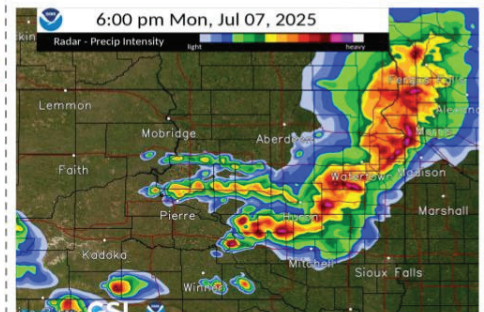 6:00 pm Mon, Jul 07, 2025
Radar - Precip Intensity
light
heavy
Lemmon
Mobridge
Aberdeen
Faith
Watertown
Madison
Pierre
Huron
Marshall
Kadoka
Mitchell
Sioux Falls
Winner